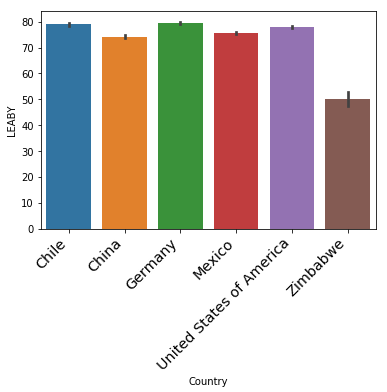 80
70
60
50
40
30
20
10
0
LEABY
Chile
China
Germany
Mexico
United States of America
Zimbabwe
Country